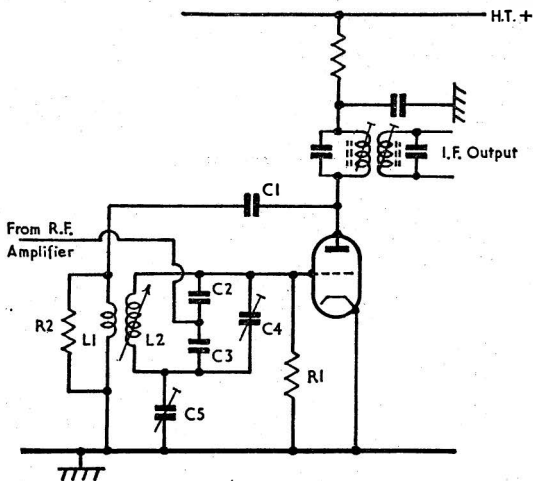 H.T. +
I.F. Output
C1
From R.F.
Amplifier
C2
R2
L1
L2
C4
C3
R1
C5